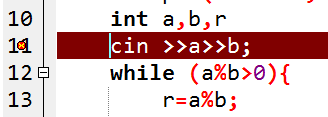 10 int a,b,r
11 cin >>a>>b;
12 while (a%b>0){
13 r=a%b;